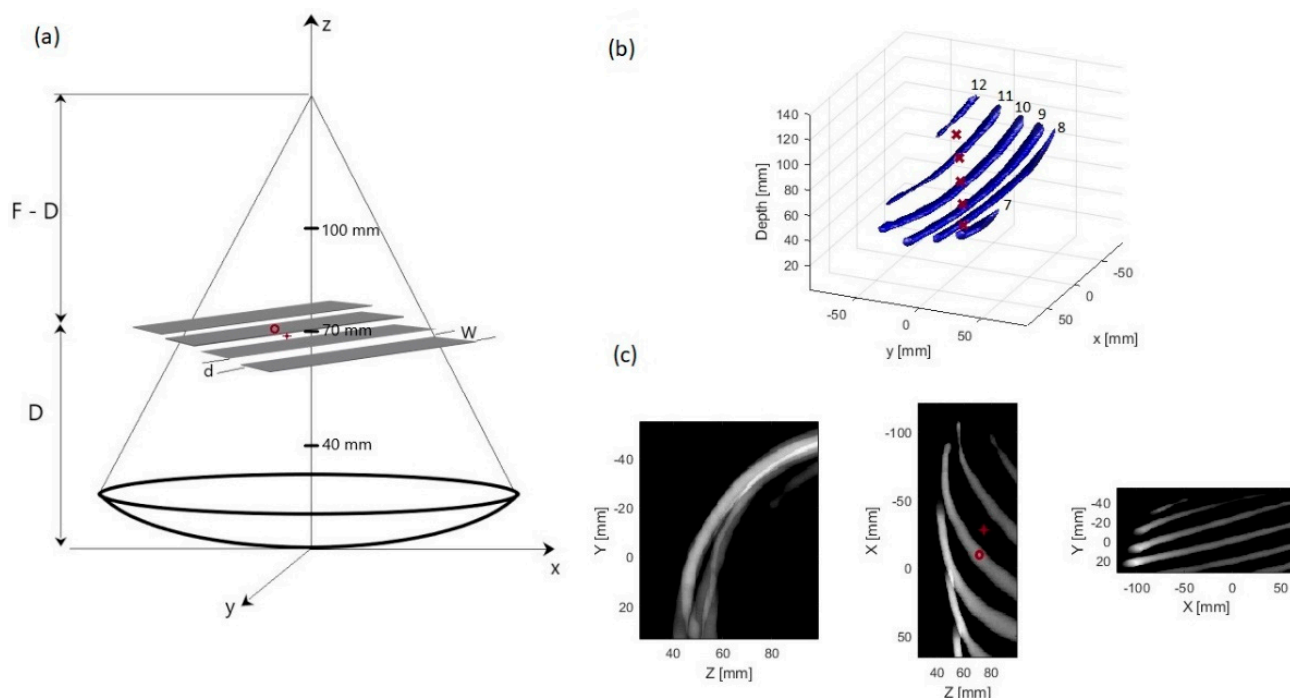 (a)
z
F - D
100 mm
70 mm
W
d
D
40 mm
x
y
(b)
12
11
10
9
8
7
140
120
100
80
60
40
20
Depth [mm]
-50
0
50
y [mm]
-50
0
50
x [mm]
(c)
-40
-20
0
20
Y [mm]
40 60 80
Z [mm]
-100
-50
0
50
X [mm]
40 60 80
Z [mm]
-40
-20
0
20
Y [mm]
-100 -50 0 50
X [mm]